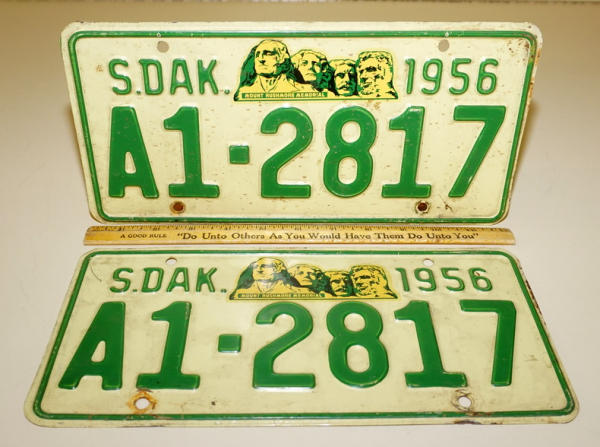 S.DAK. 1956
MOUNT RUSHMORE MEMORIAL
A1-2817
A GOOD RULE "Do Unto Others As You Would Have Them Do Unto You"
S.DAK. 1956
MOUNT RUSHMORE MEMORIAL
A1-2817